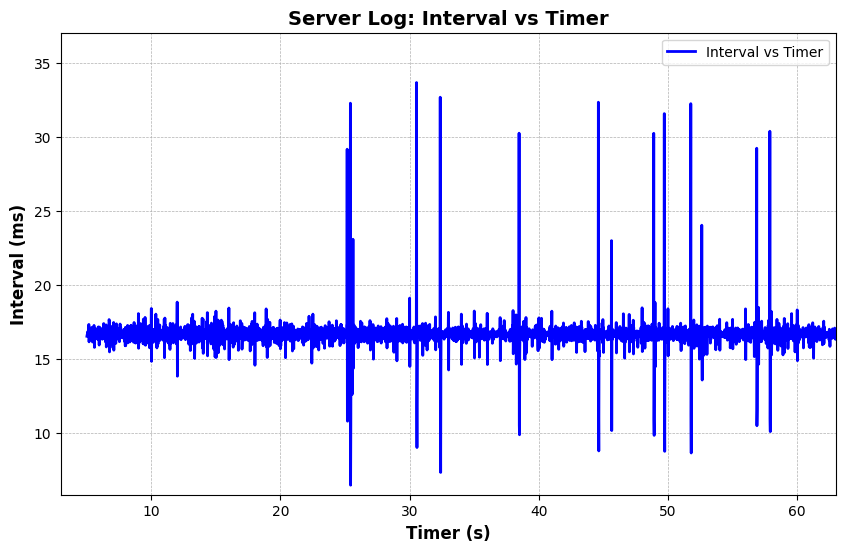 Server Log: Interval vs Timer
Interval vs Timer
35
30
25
20
15
10
Interval (ms)
10 20 30 40 50 60
Timer (s)